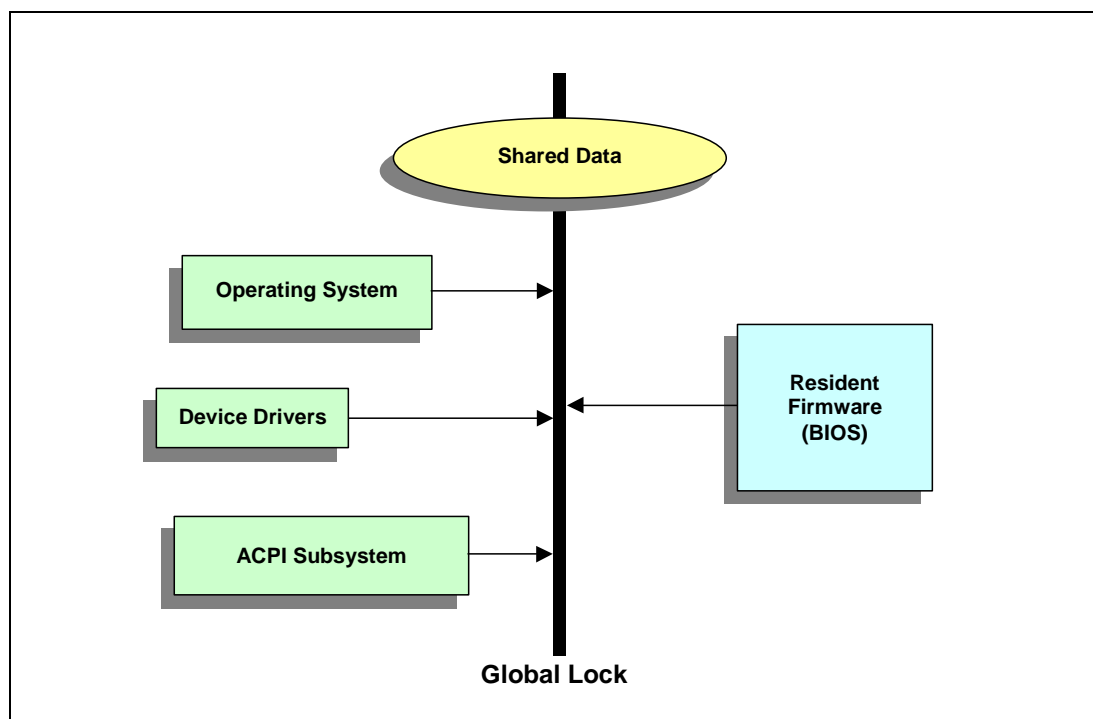 Shared Data
Operating System
Device Drivers
Resident
Firmware
(BIOS)
ACPI Subsystem
Global Lock